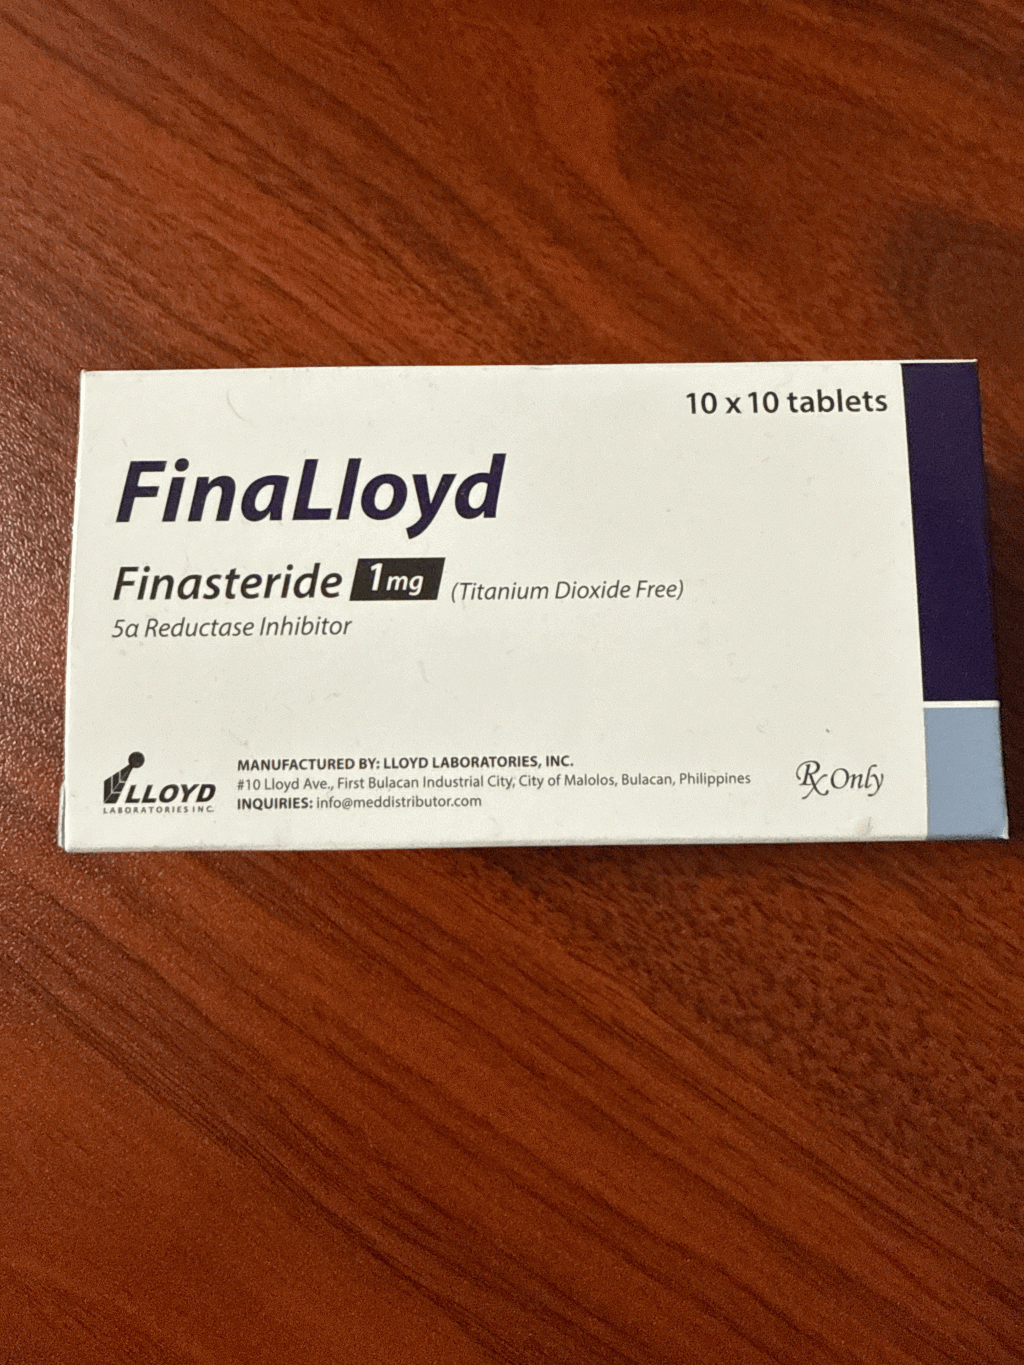 10 x 10 tablets
FinaLloyd
Finasteride 1mg (Titanium Dioxide Free)
5α Reductase Inhibitor
LLOYD
LABORATORIES INC.
MANUFACTURED BY: LLOYD LABORATORIES, INC.
#10 Lloyd Ave., First Bulacan Industrial City, City of Malolos, Bulacan, Philippines
INQUIRIES: info@meddistributor.com
Rx Only